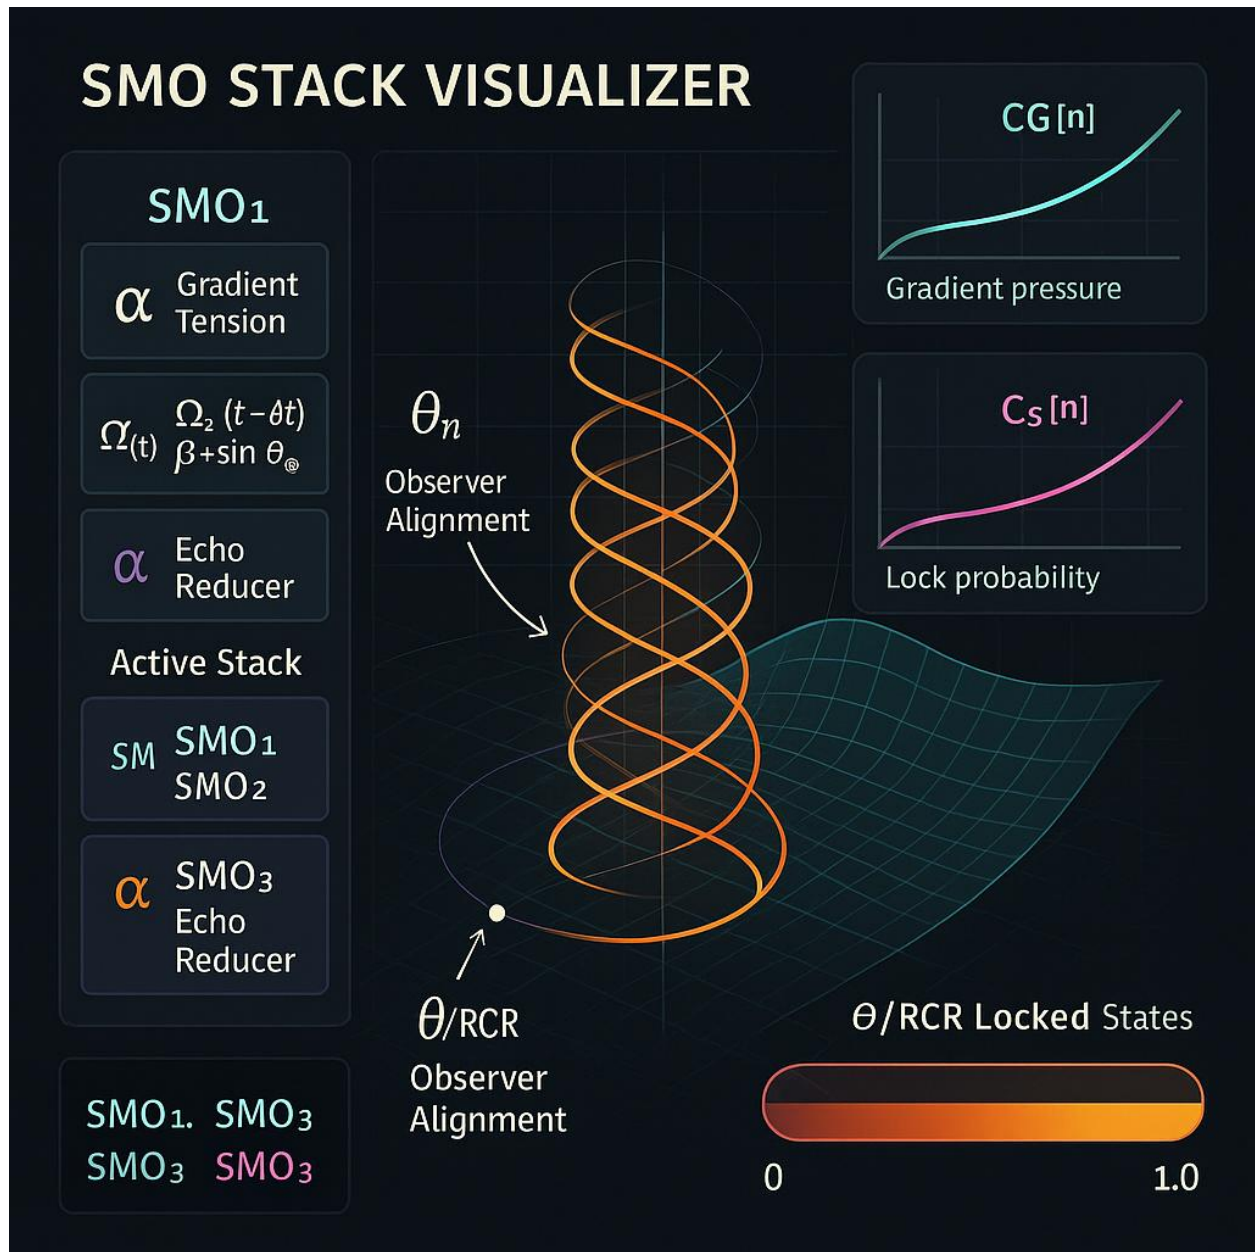 SMO STACK VISUALIZER
SMO₁
α Gradient
Tension
Ω(t) Ω₂ (t-∂t)
β+sin θ®
α Echo
Reducer
Active Stack
SM SMO₁
SMO₂
α SMO₃
Echo
Reducer
SMO₁. SMO₃
SMO₃ SMO₃
θₙ
Observer
Alignment
θ/RCR
Observer
Alignment
CG[n]
Gradient pressure
Cs[n]
Lock probability
θ/RCR Locked States
0 1.0